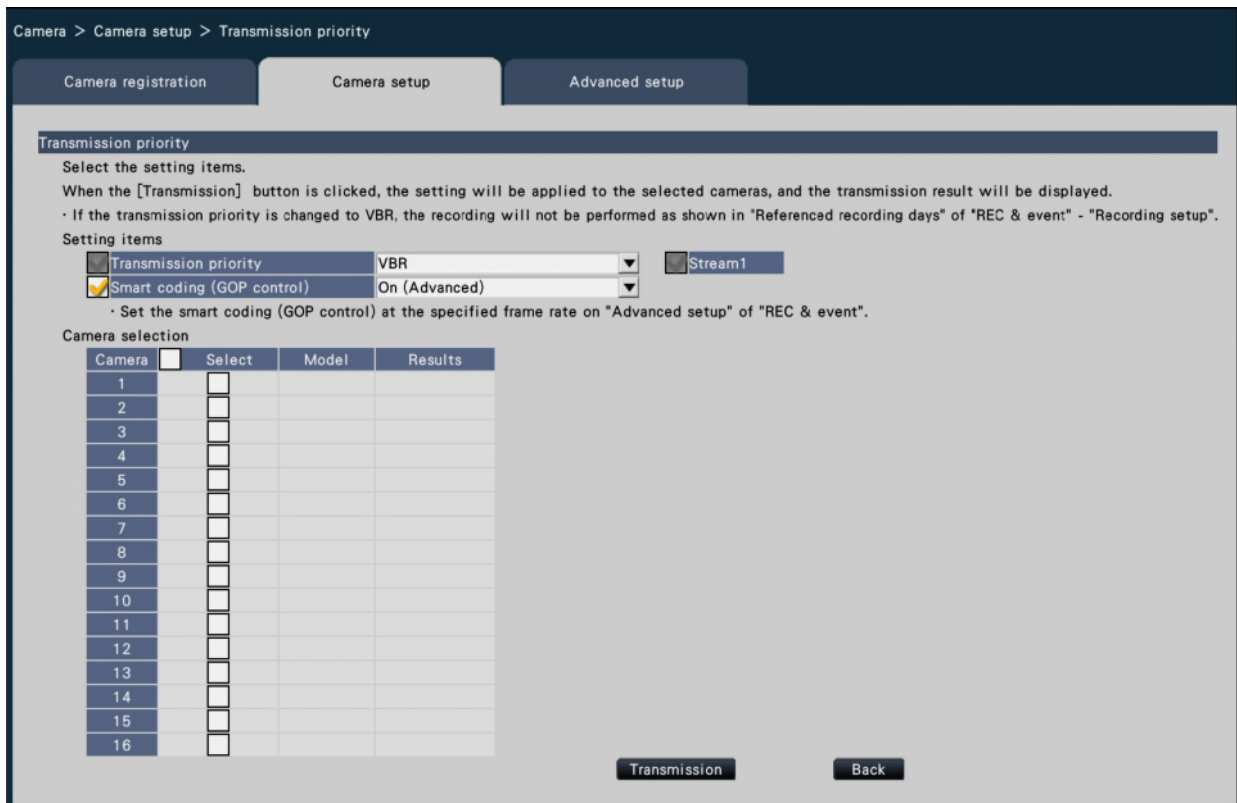 Camera > Camera setup > Transmission priority
Camera registration Camera setup Advanced setup
Transmission priority
Select the setting items.
When the [Transmission] button is clicked, the setting will be applied to the selected cameras, and the transmission result will be displayed.
· If the transmission priority is changed to VBR, the recording will not be performed as shown in "Referenced recording days" of "REC & event" - "Recording setup".
Setting items
Transmission priority VBR ▼ Stream1
Smart coding (GOP control) On (Advanced) ▼
· Set the smart coding (GOP control) at the specified frame rate on "Advanced setup" of "REC & event".
Camera selection
Camera Select Model Results
1
2
3
4
5
6
7
8
9
10
11
12
13
14
15
16
Transmission Back